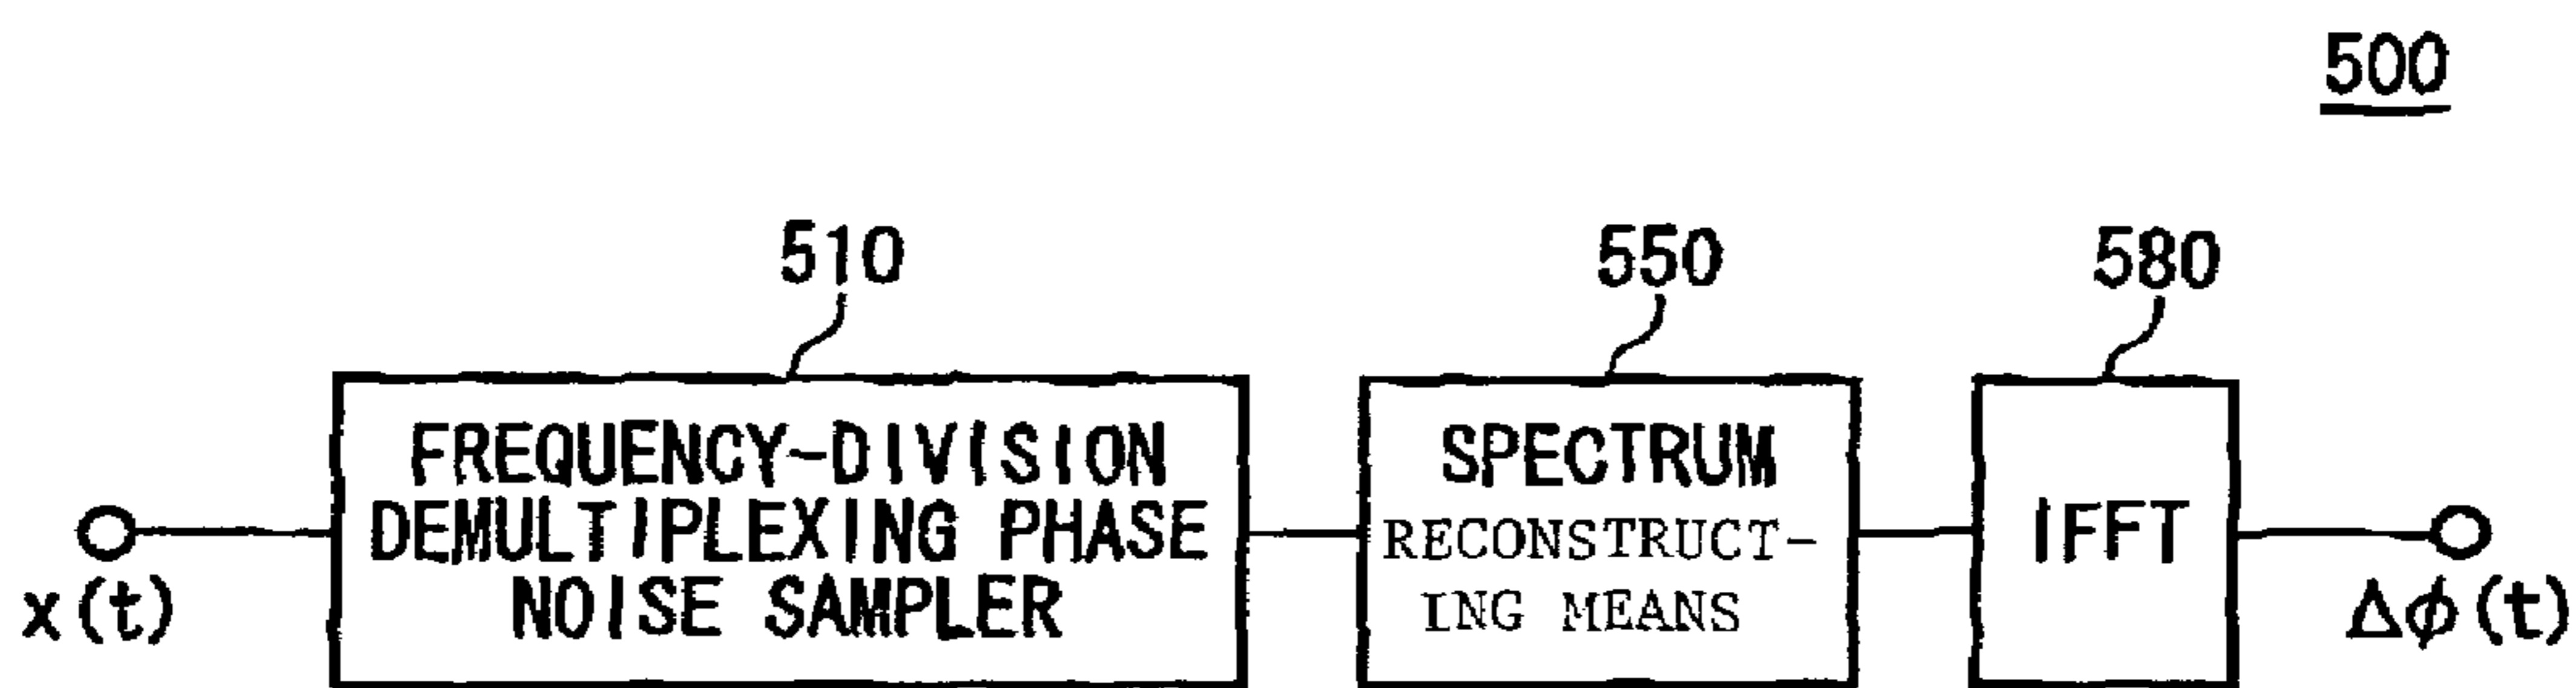 500
510
550
580
FREQUENCY-DIVISION
DEMULTIPLEXING PHASE
NOISE SAMPLER
SPECTRUM
RECONSTRUCT-
ING MEANS
IFFT
x(t)
Δϕ(t)